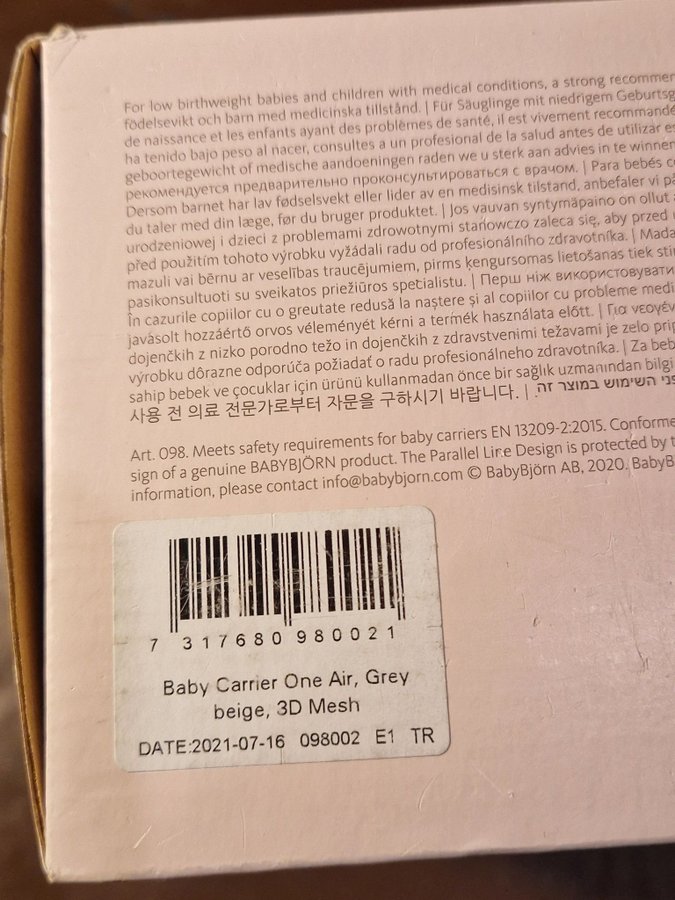 For low birthweight babies and children with medical conditions, a strong
födelsevikt och barn med medicinska tillstånd. | Für Säuglinge mit niedrigem
de naissance et les enfants ayant des problèmes de santé, il est vivement recommandé
ha tenido bajo peso al nacer, consultes a un profesional de la salud antes de utilizar
geboortegewicht of medische aandoeningen raden we u sterk aan advies in te winnen
рекомендуется предварительно проконсультироваться с врачом. | Para bebés
Dersom barnet har lav fødselsvekt eller lider av en medisinsk tilstand, anbefaler vi
du taler med din læge, før du bruger produktet. | Jos vauvan syntymäpaino on ollut
urodzeniowej i dzieci z problemami zdrowotnymi stanowczo zaleca się, aby przed
před použitím tohoto výrobku vyžádali radu od profesionálního zdravotníka. |
mazuli vai bērnu ar veselības traucējumiem, pirms ķengursomas lietošanas tiek
pasikonsultuoti su sveikatos priežiūros specialistu. | Перш ніж використовувати
În cazurile copiilor cu o greutate redusă la naștere și al copiilor cu probleme
javasolt hozzáértő orvos véleményét kérni a termék használata előtt. | Για
dojenčkih z nizko porodno težo in dojenčkih z zdravstvenimi težavami je zelo
výrobku dôrazne odporúča požiadať o radu profesionálneho zdravotníka. | Za
sahip bebek ve çocuklar için ürünü kullanmadan önce bir sağlık uzmanından bilgi
사용 전 의료 전문가로부터 자문을 구하시기 바랍니다. | השימוש במוצר זה.
Art. 098. Meets safety requirements for baby carriers EN 13209-2:2015.
sign of a genuine BABYBJÖRN product. The Parallel Line Design is protected by
information, please contact info@babybjorn.com © BabyBjörn AB, 2020.
7 317680 980021
Baby Carrier One Air, Grey
beige, 3D Mesh
DATE:2021-07-16 098002 E1 TR